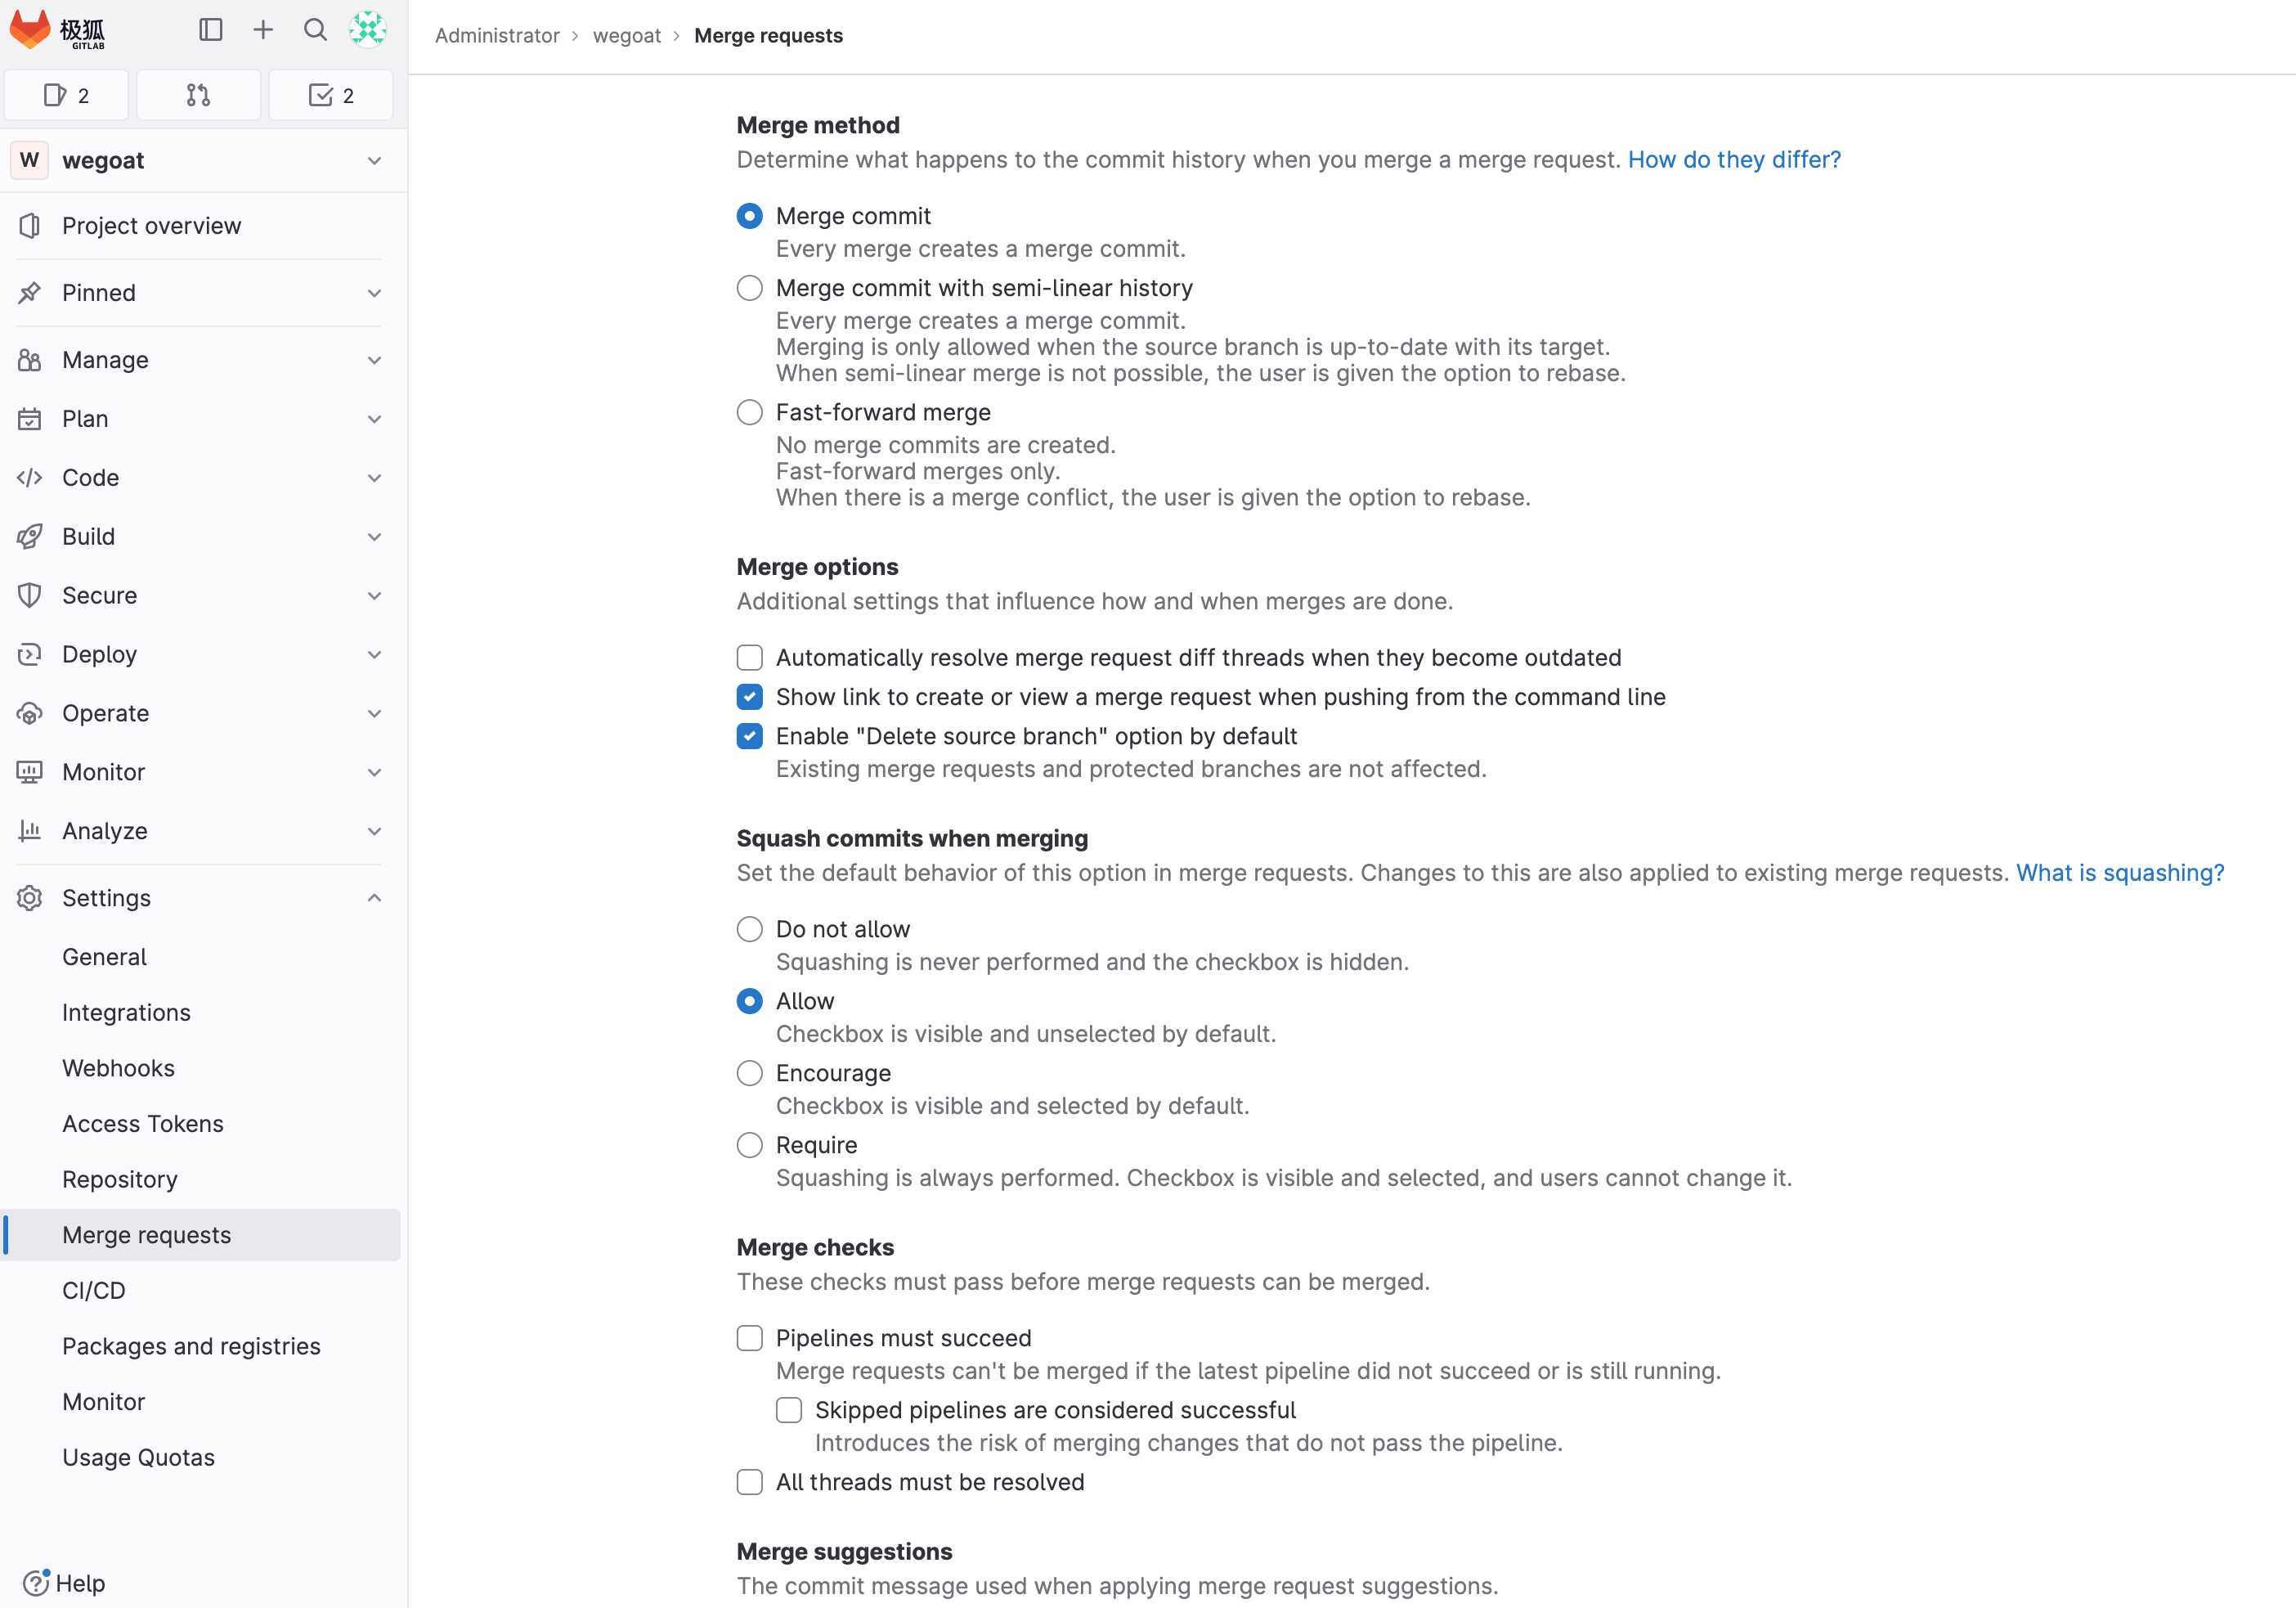 极狐
GITLAB
2
2
W wegoat
Project overview
Pinned
Manage
Plan
Code
Build
Secure
Deploy
Operate
Monitor
Analyze
Settings
General
Integrations
Webhooks
Access Tokens
Repository
Merge requests
CI/CD
Packages and registries
Monitor
Usage Quotas
Help
Administrator › wegoat › Merge requests
Merge method
Determine what happens to the commit history when you merge a merge request. How do they differ?
Merge commit
Every merge creates a merge commit.
Merge commit with semi-linear history
Every merge creates a merge commit.
Merging is only allowed when the source branch is up-to-date with its target.
When semi-linear merge is not possible, the user is given the option to rebase.
Fast-forward merge
No merge commits are created.
Fast-forward merges only.
When there is a merge conflict, the user is given the option to rebase.
Merge options
Additional settings that influence how and when merges are done.
Automatically resolve merge request diff threads when they become outdated
Show link to create or view a merge request when pushing from the command line
Enable "Delete source branch" option by default
Existing merge requests and protected branches are not affected.
Squash commits when merging
Set the default behavior of this option in merge requests. Changes to this are also applied to existing merge requests. What is squashing?
Do not allow
Squashing is never performed and the checkbox is hidden.
Allow
Checkbox is visible and unselected by default.
Encourage
Checkbox is visible and selected by default.
Require
Squashing is always performed. Checkbox is visible and selected, and users cannot change it.
Merge checks
These checks must pass before merge requests can be merged.
Pipelines must succeed
Merge requests can't be merged if the latest pipeline did not succeed or is still running.
Skipped pipelines are considered successful
Introduces the risk of merging changes that do not pass the pipeline.
All threads must be resolved
Merge suggestions
The commit message used when applying merge request suggestions.